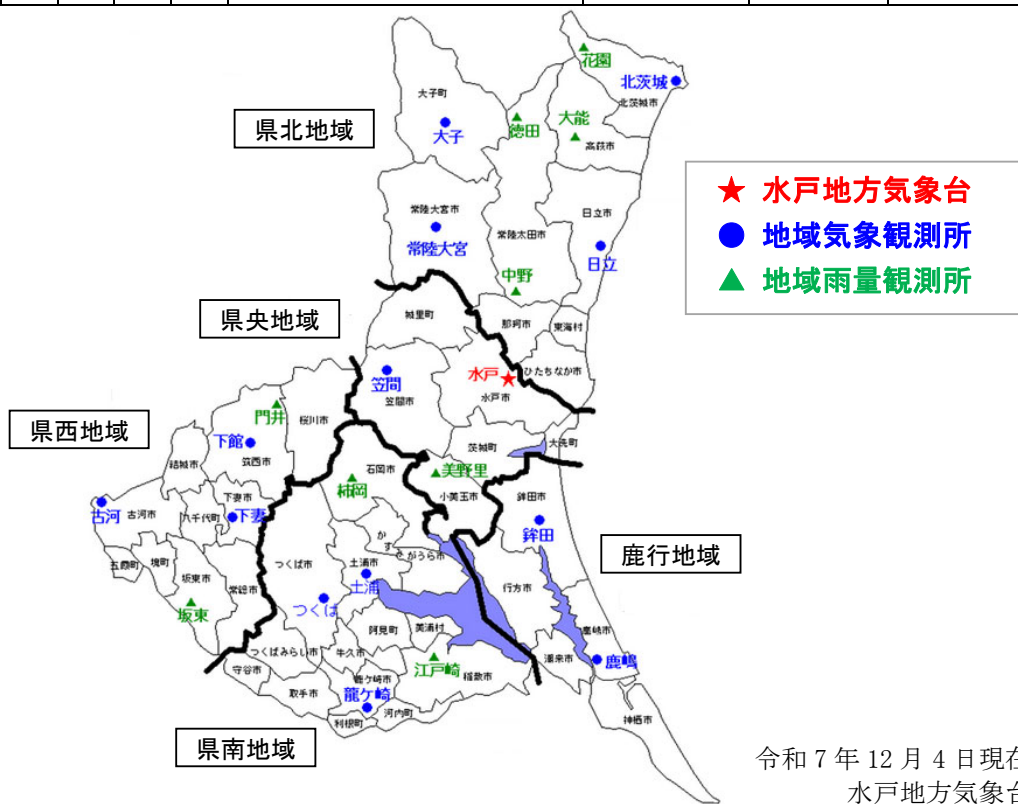 花園
北茨城
北茨城市
大子町
大子
徳田
大能
高萩市
県北地域
★ 水戸地方気象台
● 地域気象観測所
▲ 地域雨量観測所
常陸大宮市
常陸大宮
常陸太田市
日立市
日立
中野
県央地域
城里町
那珂市
東海村
ひたちなか市
笠間
笠間市
水戸
水戸市
県西地域
門井
桜川市
下館
筑西市
結城市
茨城町
大洗町
石岡市
柿岡
美野里
小美玉市
鉾田市
鉾田
古河
古河市
下妻市
下妻
八千代町
かすみがうら市
鹿行地域
五霞町
境町
坂東市
坂東
常総市
つくば市
つくば
土浦市
土浦
行方市
阿見町
美浦村
鹿嶋市
鹿嶋
潮来市
つくばみらい市
牛久市
守谷市
取手市
龍ケ崎市
龍ケ崎
江戸崎
稲敷市
利根町
河内町
神栖市
県南地域
令和 7 年 12 月 4 日現在
水戸地方気象台